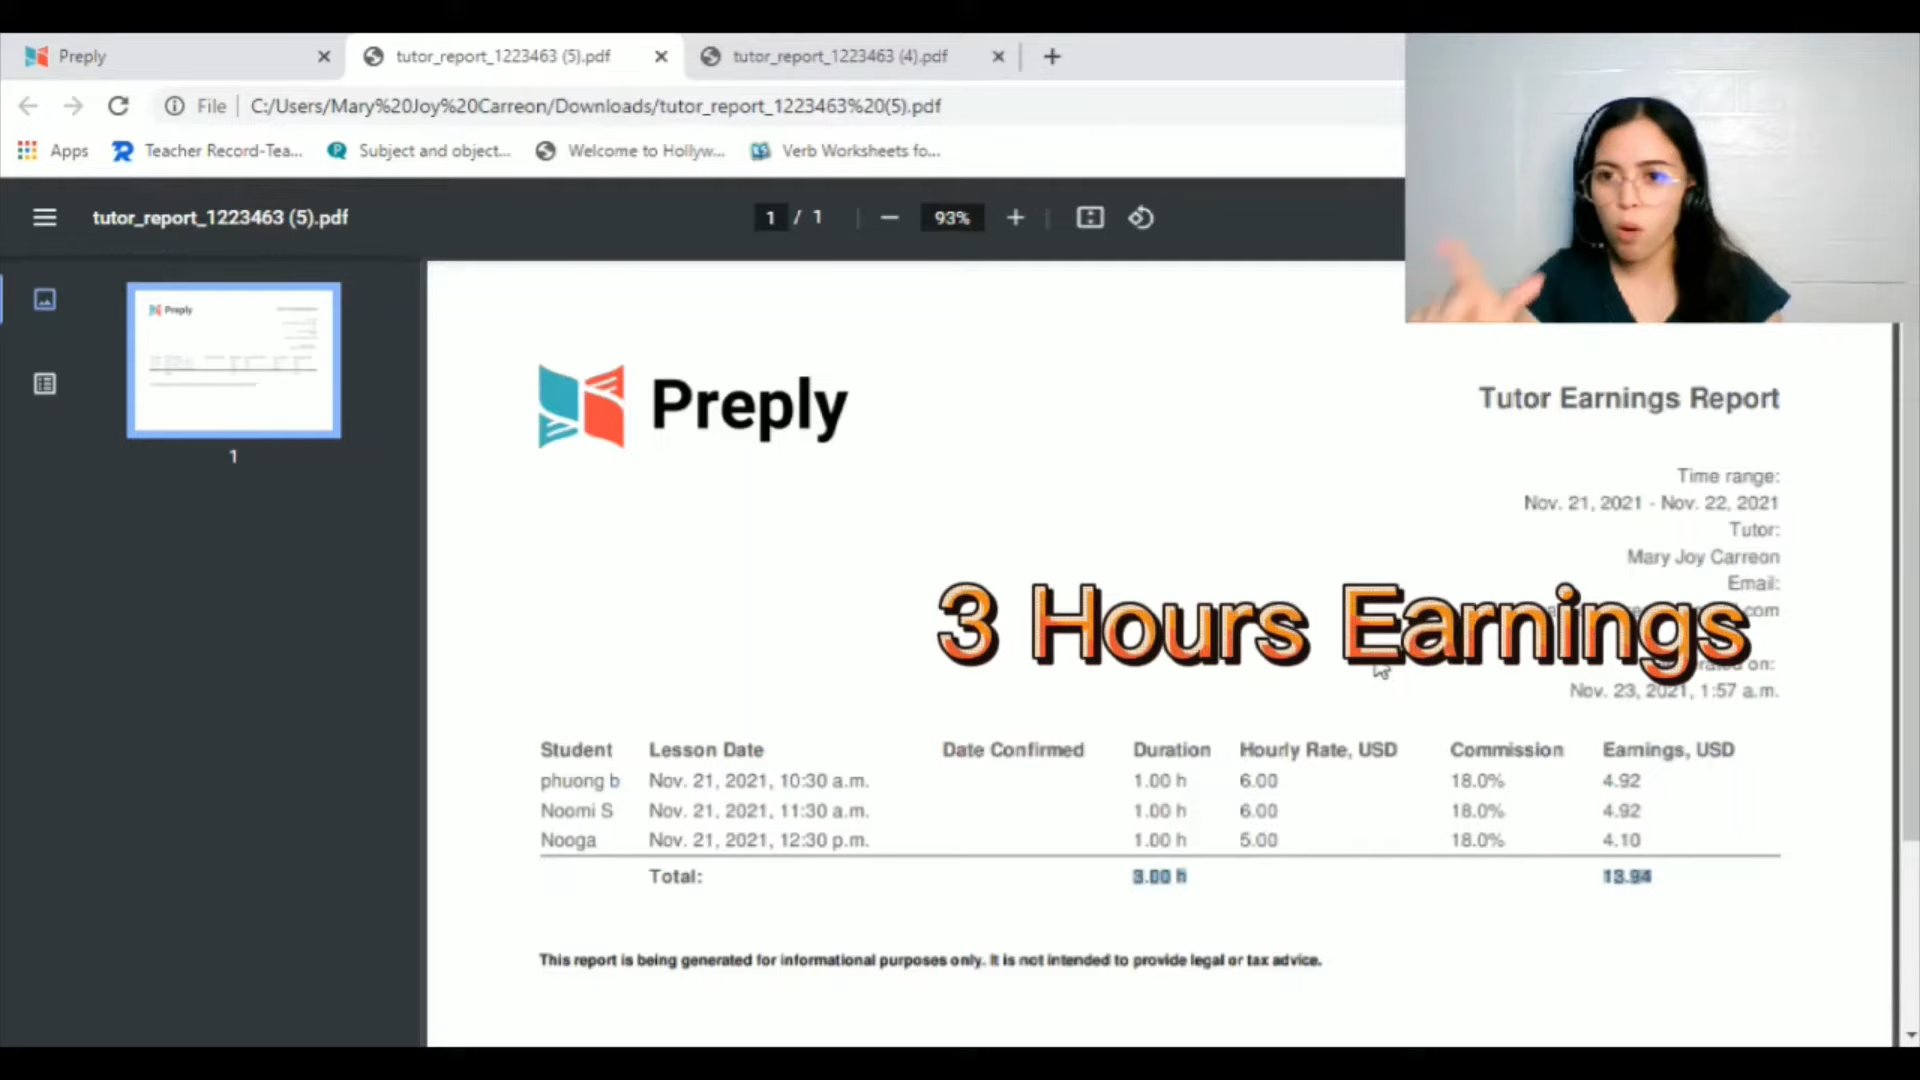 Preply
tutor_report_1223463 (5).pdf
tutor_report_1223463 (4).pdf
File
C:/Users/Mary%20Joy%20Carreon/Downloads/tutor_report_1223463%20(5).pdf
Apps
Teacher Record-Tea...
Subject and object...
Welcome to Hollyw...
Verb Worksheets fo...
tutor_report_1223463 (5).pdf
1 / 1
93%
Preply
1
Preply
Tutor Earnings Report
Time range:
Nov. 21, 2021 - Nov. 22, 2021
Tutor:
Mary Joy Carreon
Email:
3 Hours Earnings
on:
Nov. 23, 2021, 1:57 a.m.
Student Lesson Date Date Confirmed Duration Hourly Rate, USD Commission Earnings, USD
phuong b Nov. 21, 2021, 10:30 a.m. 1.00 h 6.00 18.0% 4.92
Noomi S Nov. 21, 2021, 11:30 a.m. 1.00 h 6.00 18.0% 4.92
Nooga Nov. 21, 2021, 12:30 p.m. 1.00 h 5.00 18.0% 4.10
Total: 3.00 h 13.94
This report is being generated for informational purposes only. It is not intended to provide legal or tax advice.